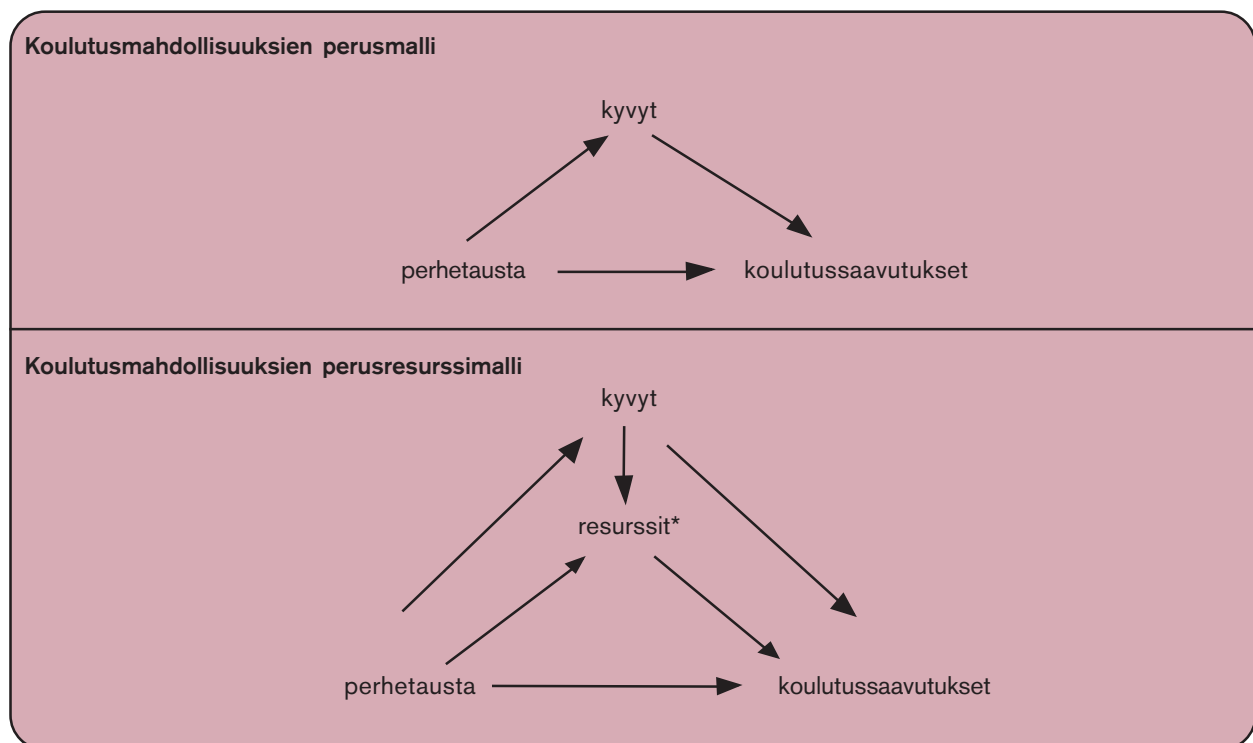 Koulutusmahdollisuuksien perusmalli
kyvyt
perhetausta
koulutussaavutukset
Koulutusmahdollisuuksien perusresurssimalli
kyvyt
resurssit*
perhetausta
koulutussaavutukset